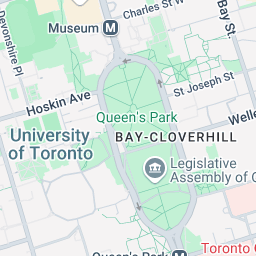 Charles St W
Museum M
Bay St
Devonshire Pl
St Joseph St
Hoskin Ave
Queen's Park
Welle
University
of Toronto
BAY-CLOVERHILL
Legislative
Assembly of O
Queen's Park M
Toronto G